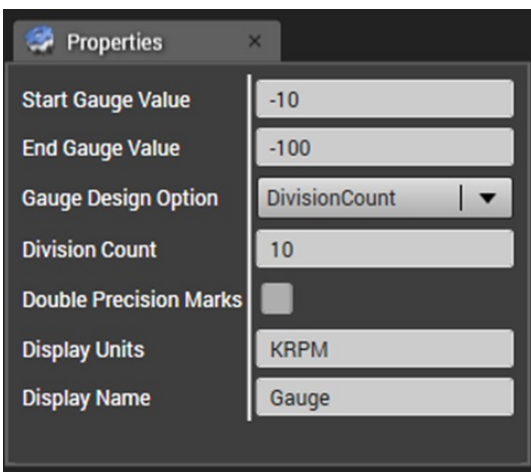 Properties ×
Start Gauge Value -10
End Gauge Value -100
Gauge Design Option DivisionCount
Division Count 10
Double Precision Marks
Display Units KRPM
Display Name Gauge